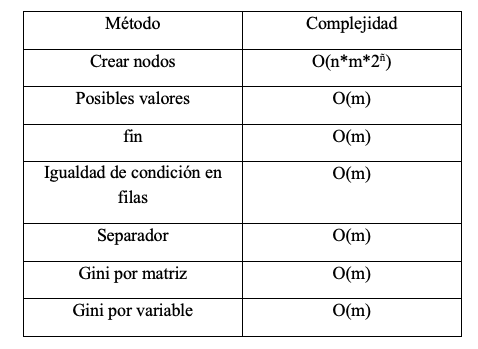 Método Complejidad
Crear nodos O(n*m*2ⁿ̃)
Posibles valores O(m)
fin O(m)
Igualdad de condición en O(m)
filas
Separador O(m)
Gini por matriz O(m)
Gini por variable O(m)